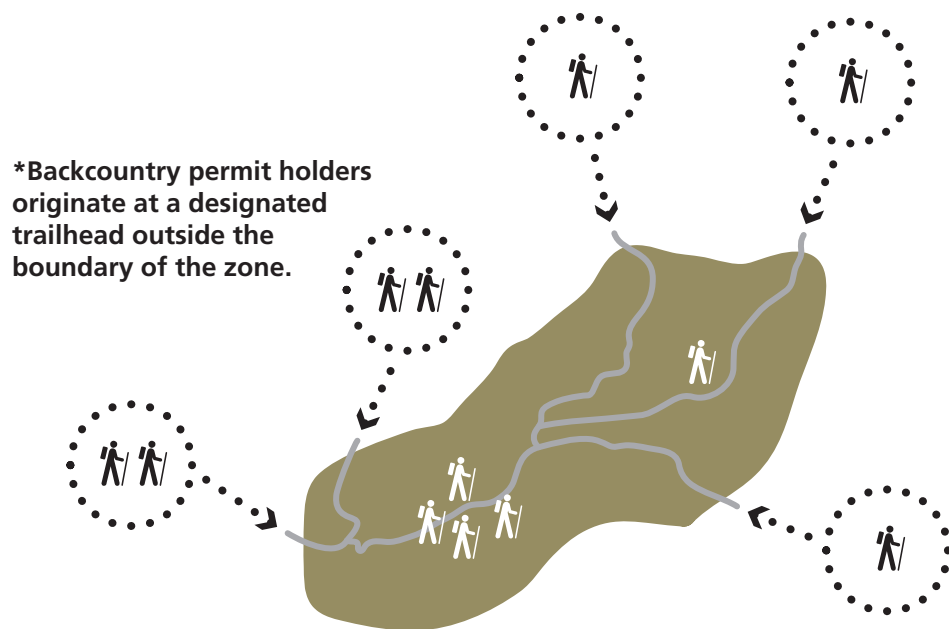 *Backcountry permit holders
originate at a designated
trailhead outside the
boundary of the zone.